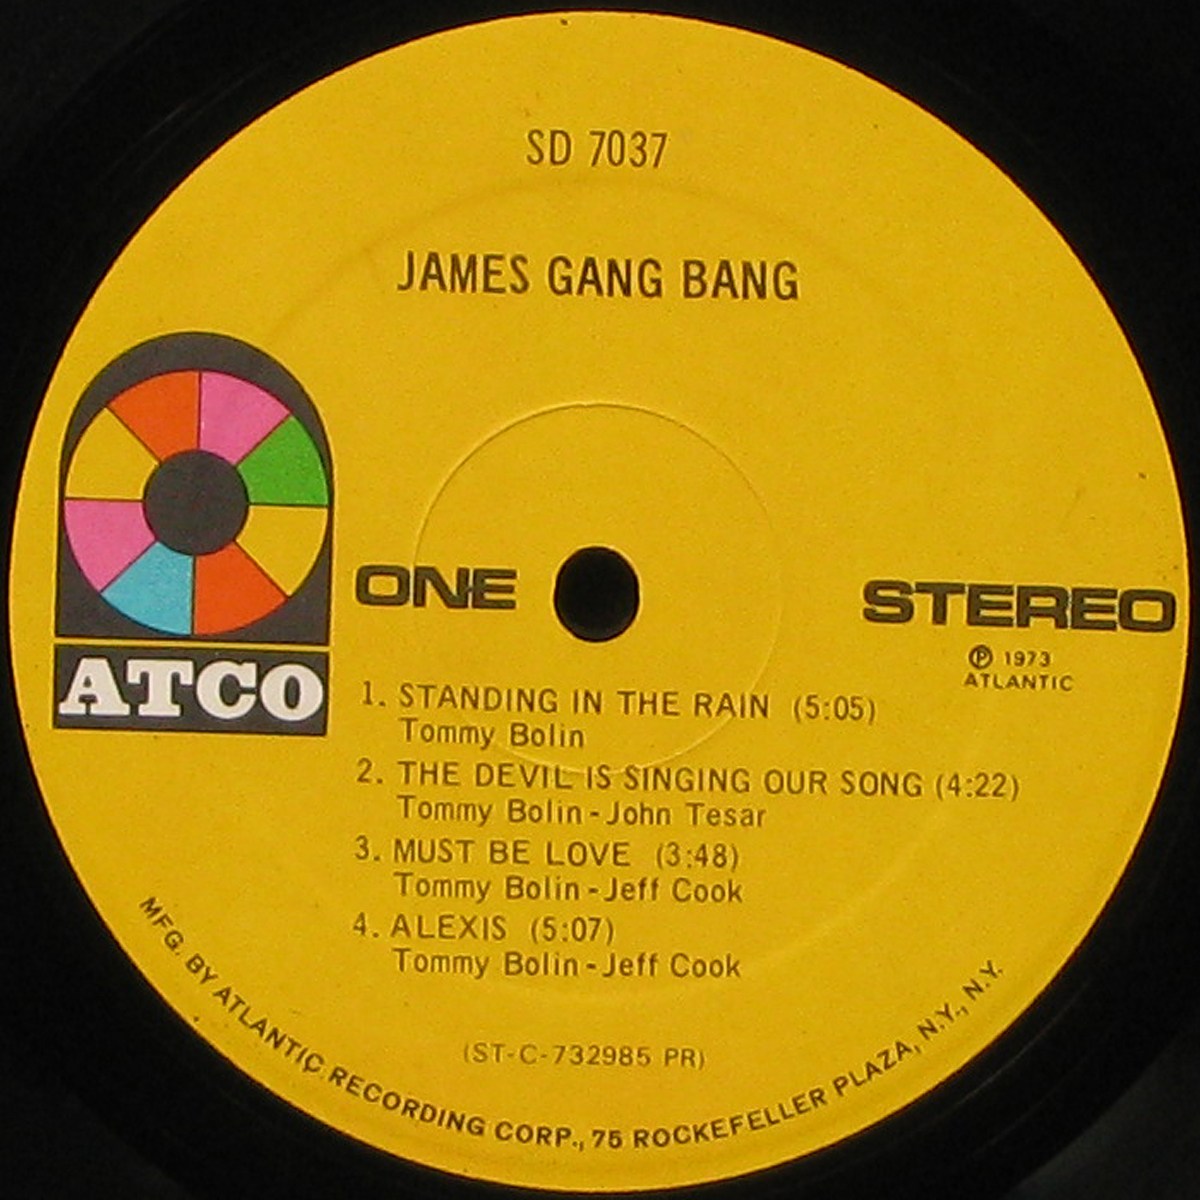 SD 7037
JAMES GANG BANG
ATCO
ONE
STEREO
Ⓟ 1973
ATLANTIC
1. STANDING IN THE RAIN (5:05)
Tommy Bolin
2. THE DEVIL IS SINGING OUR SONG (4:22)
Tommy Bolin - John Tesar
3. MUST BE LOVE (3:48)
Tommy Bolin - Jeff Cook
4. ALEXIS (5:07)
Tommy Bolin - Jeff Cook
(ST-C-732985 PR)
MFG. BY ATLANTIC RECORDING CORP., 75 ROCKEFELLER PLAZA, N.Y., N.Y.